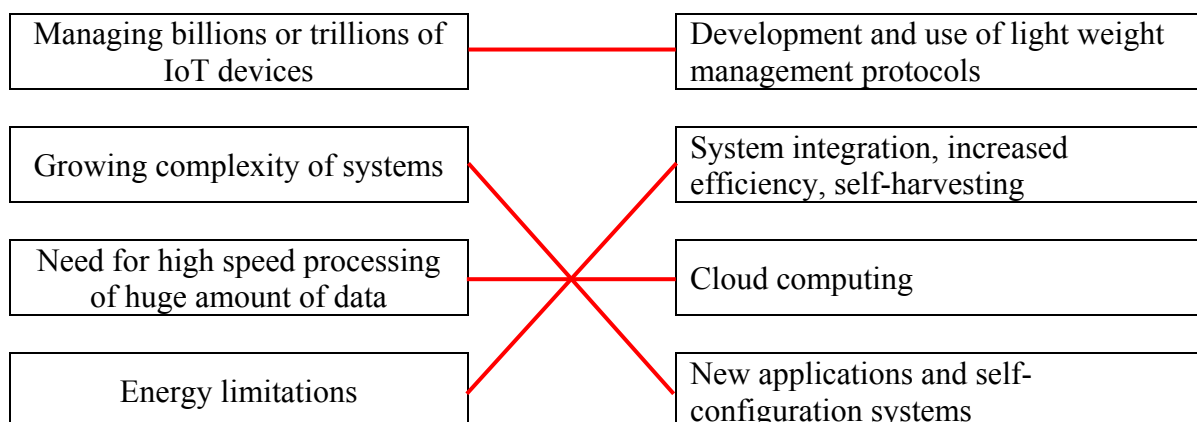 Managing billions or trillions of
IoT devices
Development and use of light weight
management protocols
Growing complexity of systems
System integration, increased
efficiency, self-harvesting
Need for high speed processing
of huge amount of data
Cloud computing
Energy limitations
New applications and self-
configuration systems